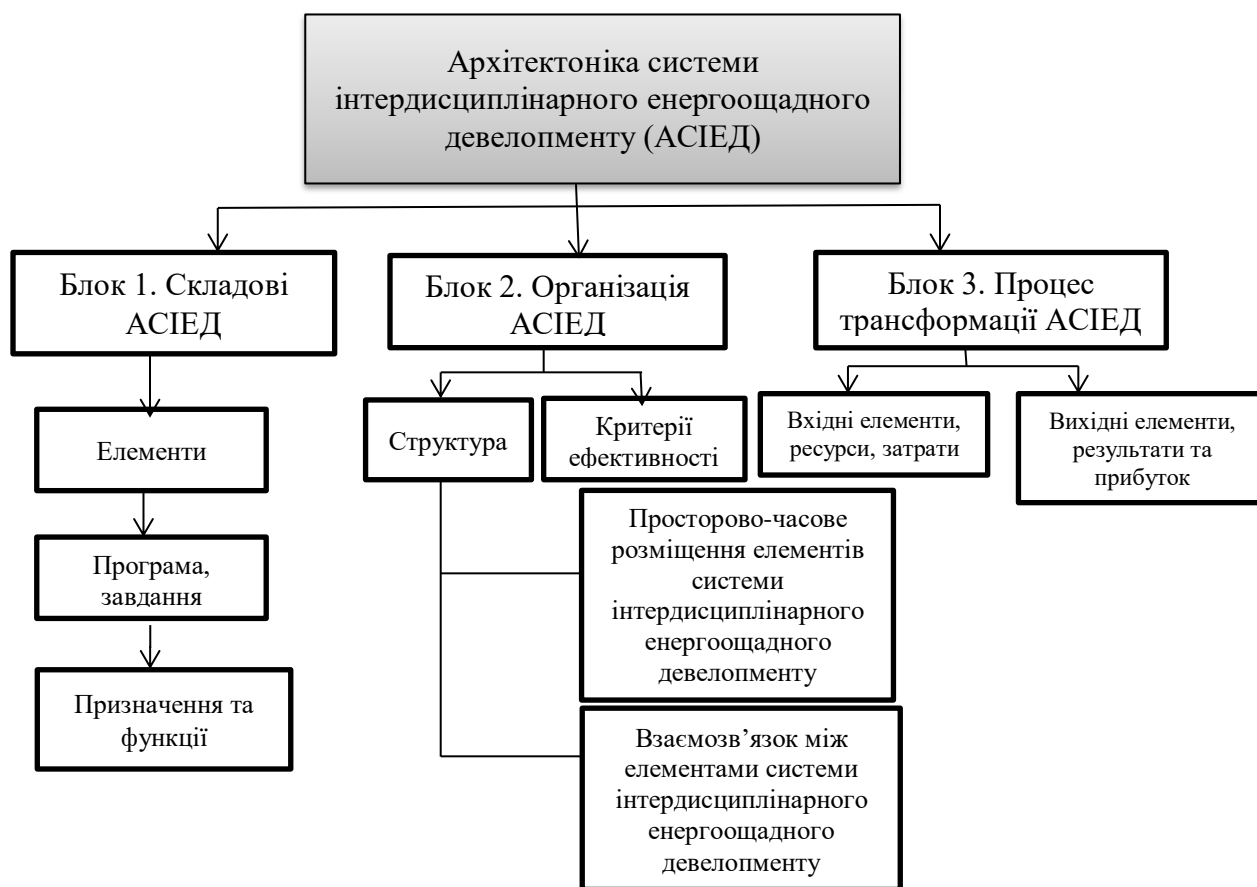 Архітектоніка системи
інтердисциплінарного енергоощадного
девелопменту (АСІЕД)
Блок 1. Складові
АСІЕД
Елементи
Програма,
завдання
Призначення та
функції
Блок 2. Організація
АСІЕД
Структура
Критерії
ефективності
Просторово-часове
розміщення елементів
системи
інтердисциплінарного
енергоощадного
девелопменту
Взаємозв’язок між
елементами системи
інтердисциплінарного
енергоощадного
девелопменту
Блок 3. Процес
трансформації АСІЕД
Вхідні елементи,
ресурси, затрати
Вихідні елементи,
результати та
прибуток